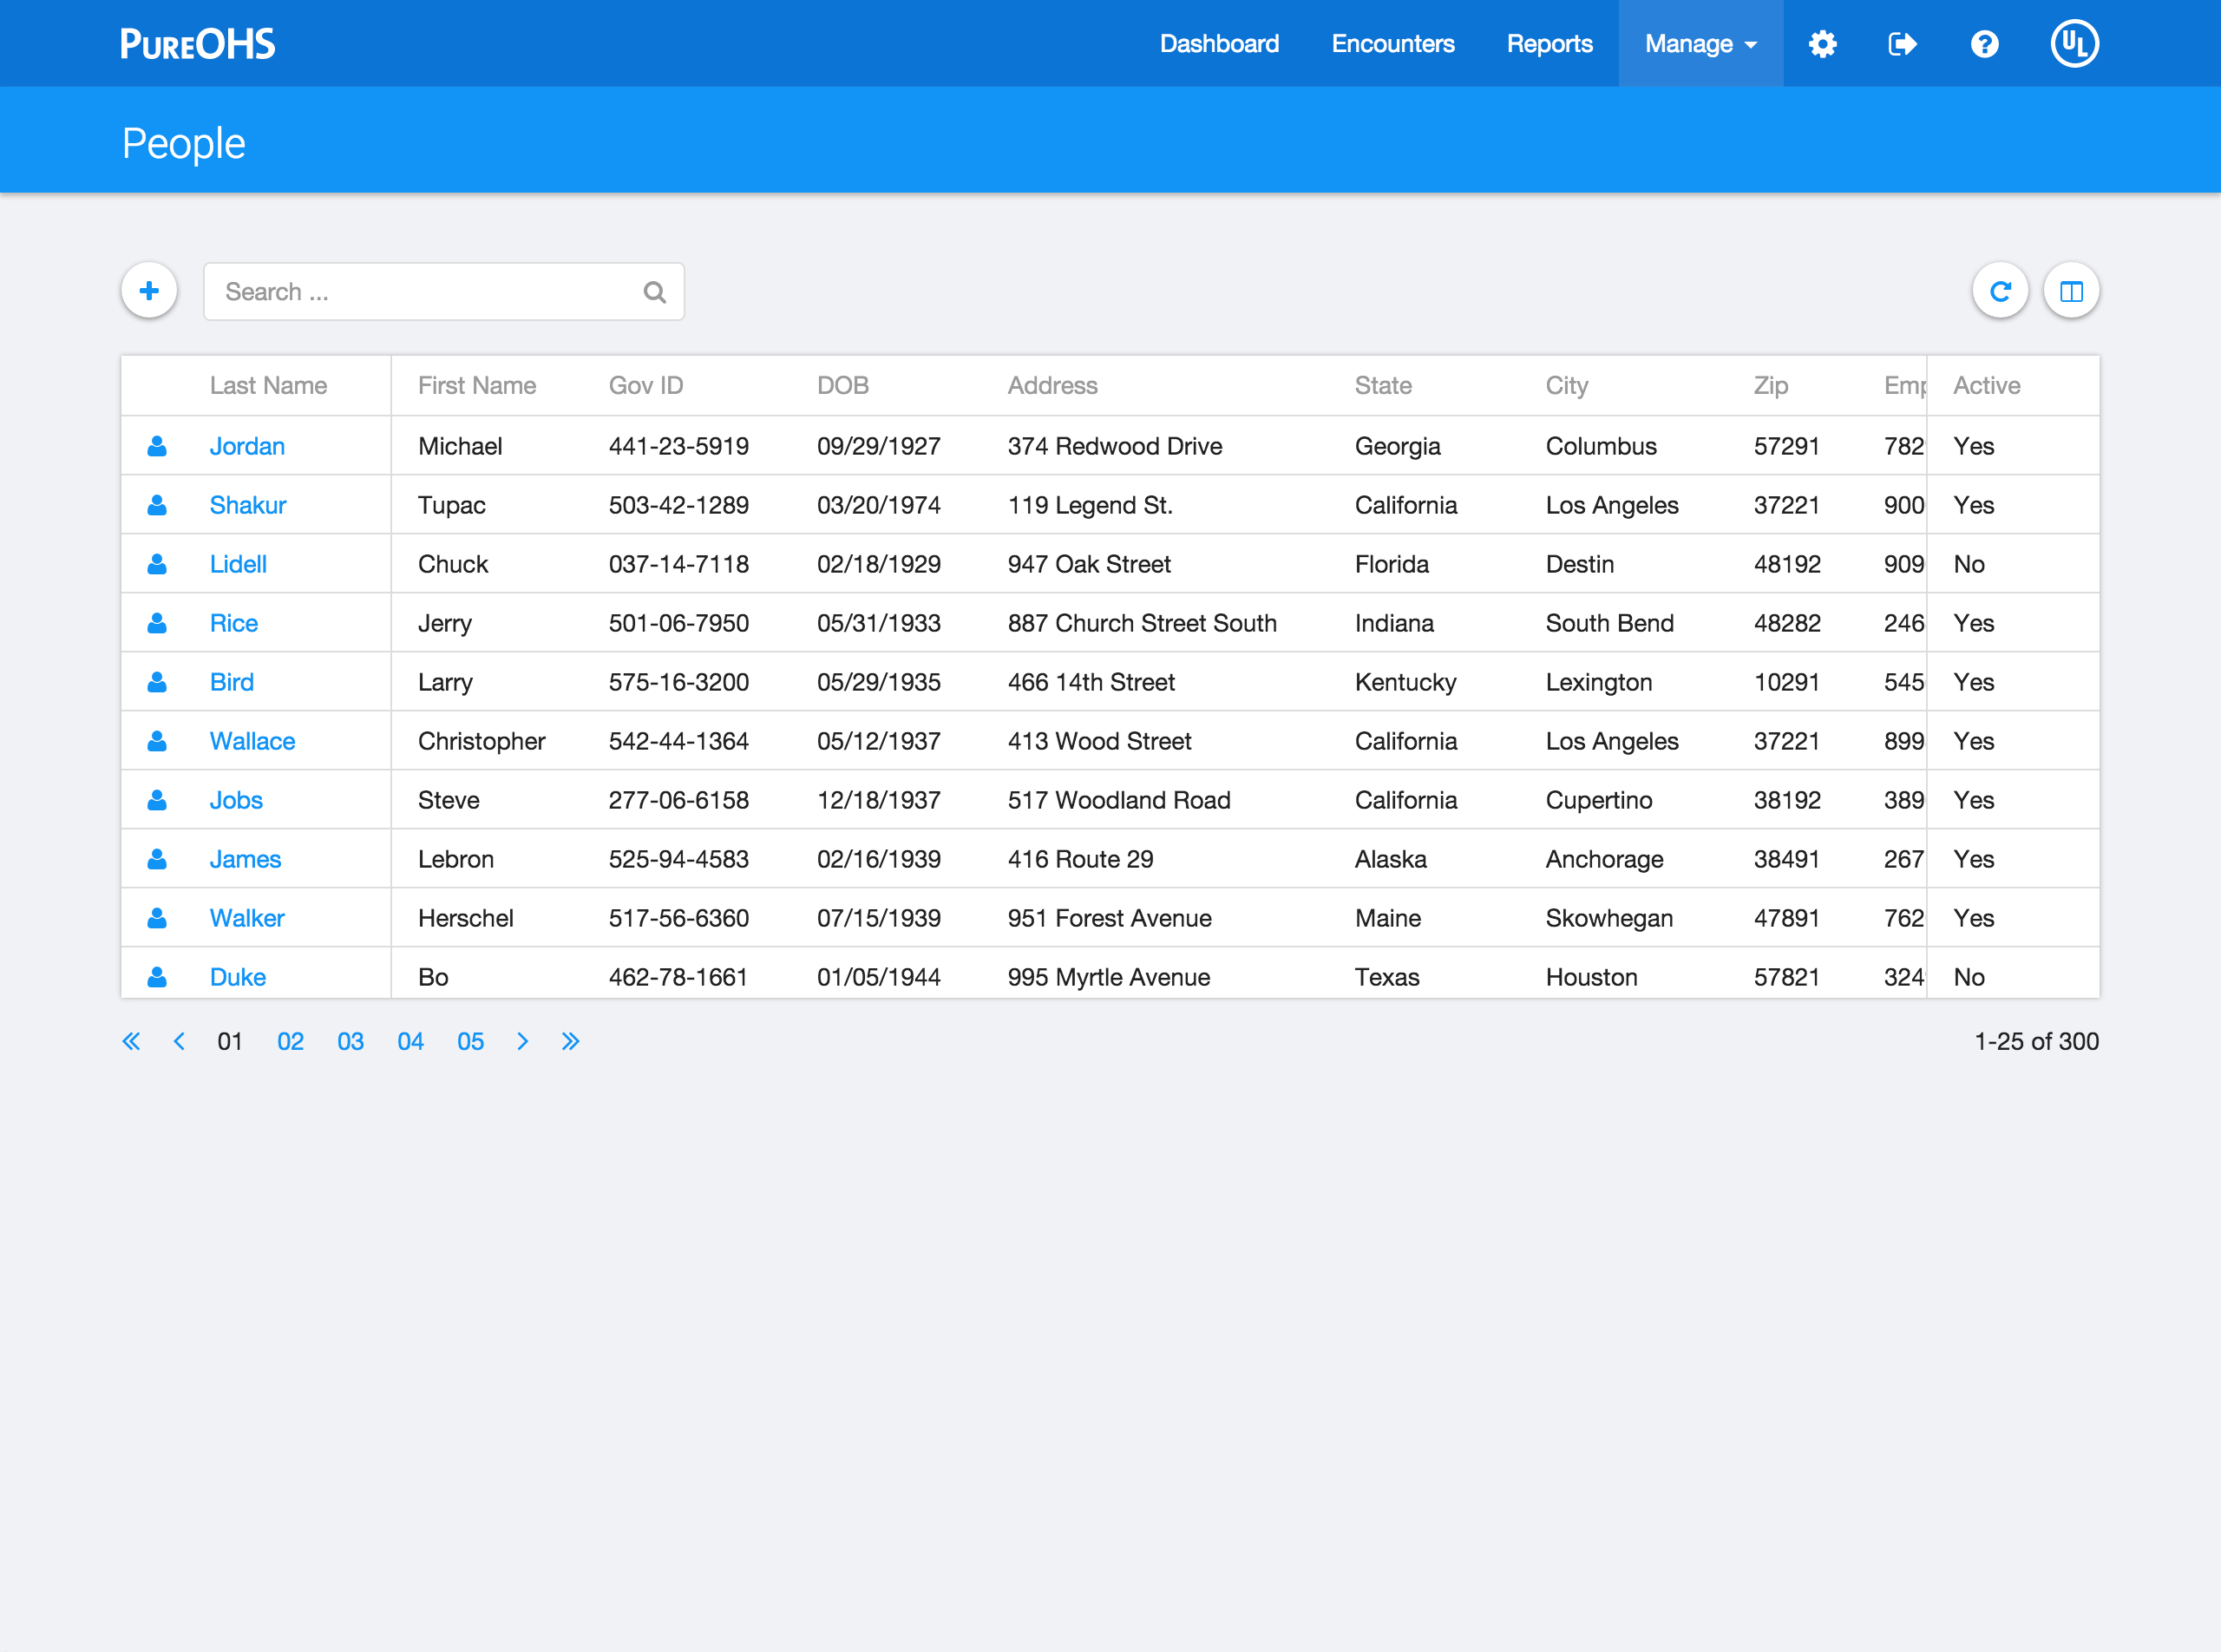 PureOHS Dashboard Encounters Reports Manage UL
People
Search ...
Last Name First Name Gov ID DOB Address State City Zip Emp Active
Jordan Michael 441-23-5919 09/29/1927 374 Redwood Drive Georgia Columbus 57291 782 Yes
Shakur Tupac 503-42-1289 03/20/1974 119 Legend St. California Los Angeles 37221 900 Yes
Lidell Chuck 037-14-7118 02/18/1929 947 Oak Street Florida Destin 48192 909 No
Rice Jerry 501-06-7950 05/31/1933 887 Church Street South Indiana South Bend 48282 246 Yes
Bird Larry 575-16-3200 05/29/1935 466 14th Street Kentucky Lexington 10291 545 Yes
Wallace Christopher 542-44-1364 05/12/1937 413 Wood Street California Los Angeles 37221 899 Yes
Jobs Steve 277-06-6158 12/18/1937 517 Woodland Road California Cupertino 38192 389 Yes
James Lebron 525-94-4583 02/16/1939 416 Route 29 Alaska Anchorage 38491 267 Yes
Walker Herschel 517-56-6360 07/15/1939 951 Forest Avenue Maine Skowhegan 47891 762 Yes
Duke Bo 462-78-1661 01/05/1944 995 Myrtle Avenue Texas Houston 57821 324 No
« < 01 02 03 04 05 > » 1-25 of 300